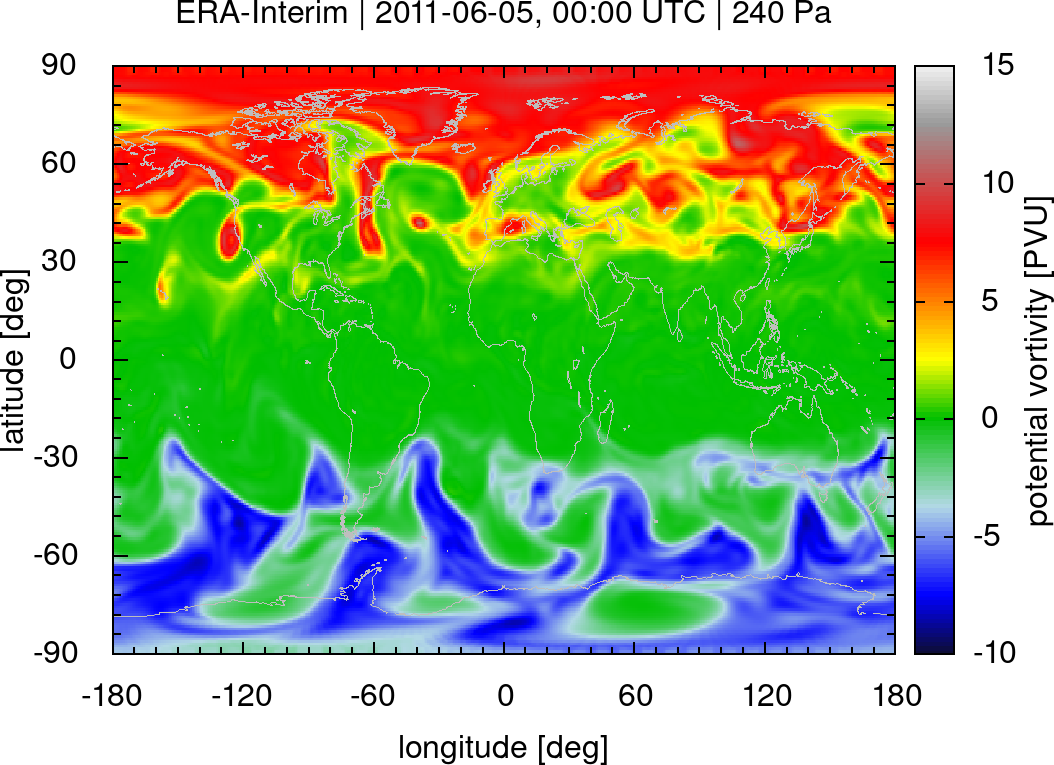 ERA-Interim | 2011-06-05, 00:00 UTC | 240 Pa
90
60
30
0
-30
-60
-90
latitude [deg]
-180 -120 -60 0 60 120 180
longitude [deg]
15
10
5
0
-5
-10
potential vortivity [PVU]